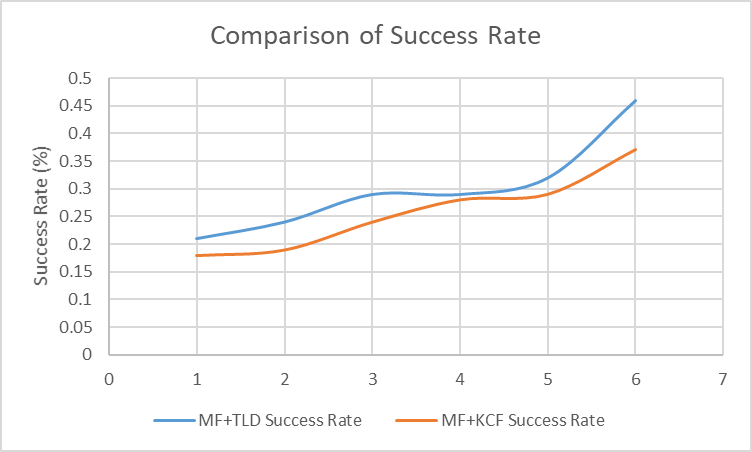 Comparison of Success Rate
Success Rate (%)
0.5
0.45
0.4
0.35
0.3
0.25
0.2
0.15
0.1
0.05
0
0 1 2 3 4 5 6 7
MF+TLD Success Rate MF+KCF Success Rate